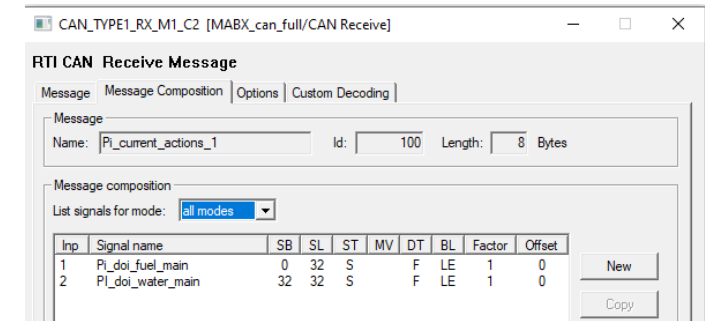 CAN_TYPE1_RX_M1_C2 [MABX_can_full/CAN Receive]
RTI CAN Receive Message
Message Message Composition Options Custom Decoding
Message
Name: Pi_current_actions_1 Id: 100 Length: 8 Bytes
Message composition
List signals for mode: all modes
Inp Signal name SB SL ST MV DT BL Factor Offset
1 Pi_doi_fuel_main 0 32 S F LE 1 0 New
2 PI_doi_water_main 32 32 S F LE 1 0
Copy